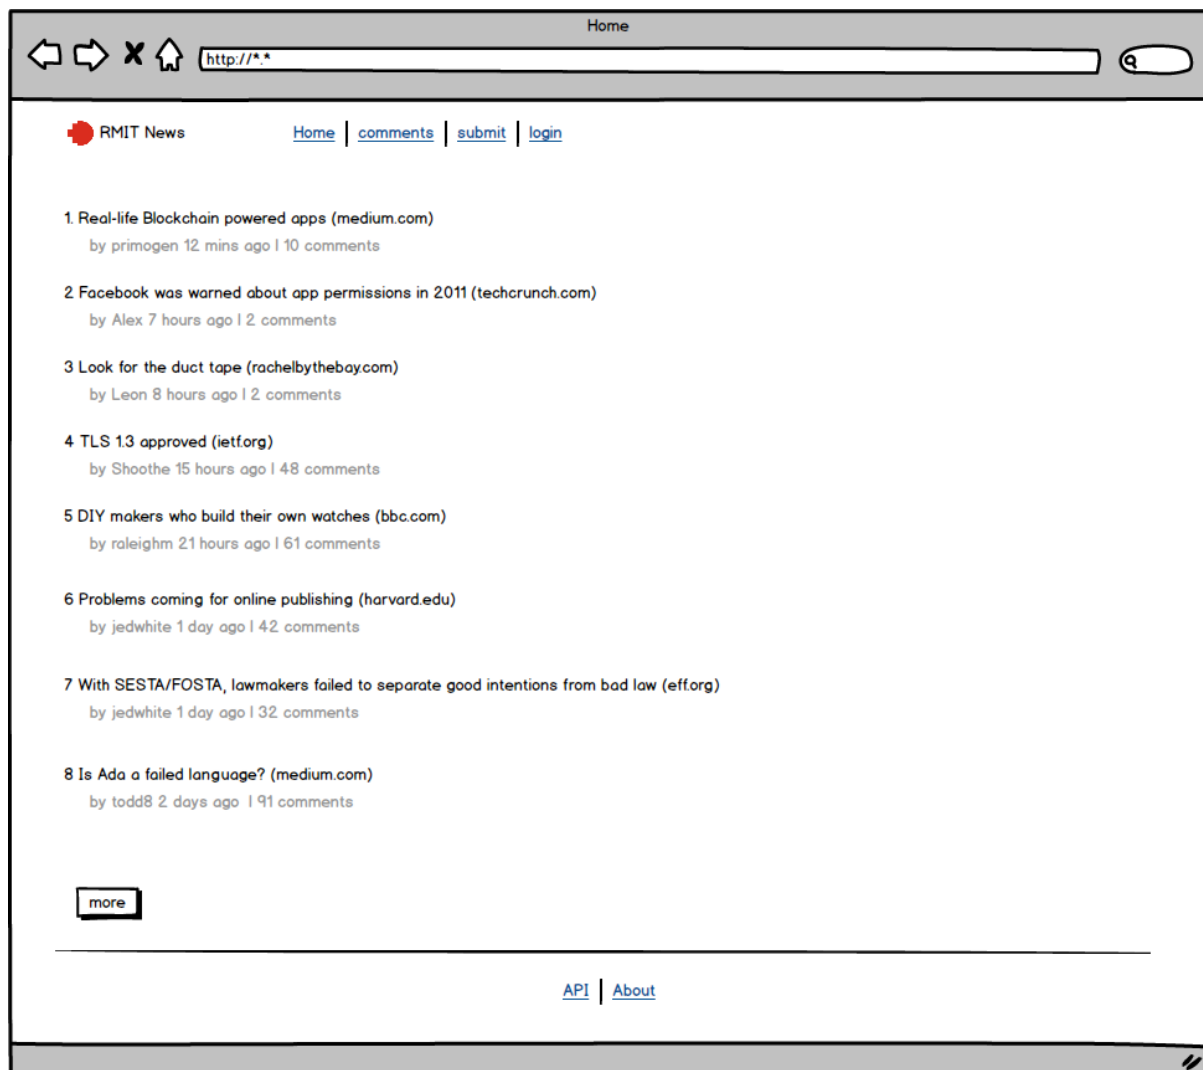 Home
http://*.*
RMIT News Home comments submit login
1. Real-life Blockchain powered apps (medium.com)
by primogen 12 mins ago | 10 comments
2 Facebook was warned about app permissions in 2011 (techcrunch.com)
by Alex 7 hours ago | 2 comments
3 Look for the duct tape (rachelbythebay.com)
by Leon 8 hours ago | 2 comments
4 TLS 1.3 approved (ietf.org)
by Shoothe 15 hours ago | 48 comments
5 DIY makers who build their own watches (bbc.com)
by raleighm 21 hours ago | 61 comments
6 Problems coming for online publishing (harvard.edu)
by jedwhite 1 day ago | 42 comments
7 With SESTA/FOSTA, lawmakers failed to separate good intentions from bad law (eff.org)
by jedwhite 1 day ago | 32 comments
8 Is Ada a failed language? (medium.com)
by todd8 2 days ago | 91 comments
more
API About